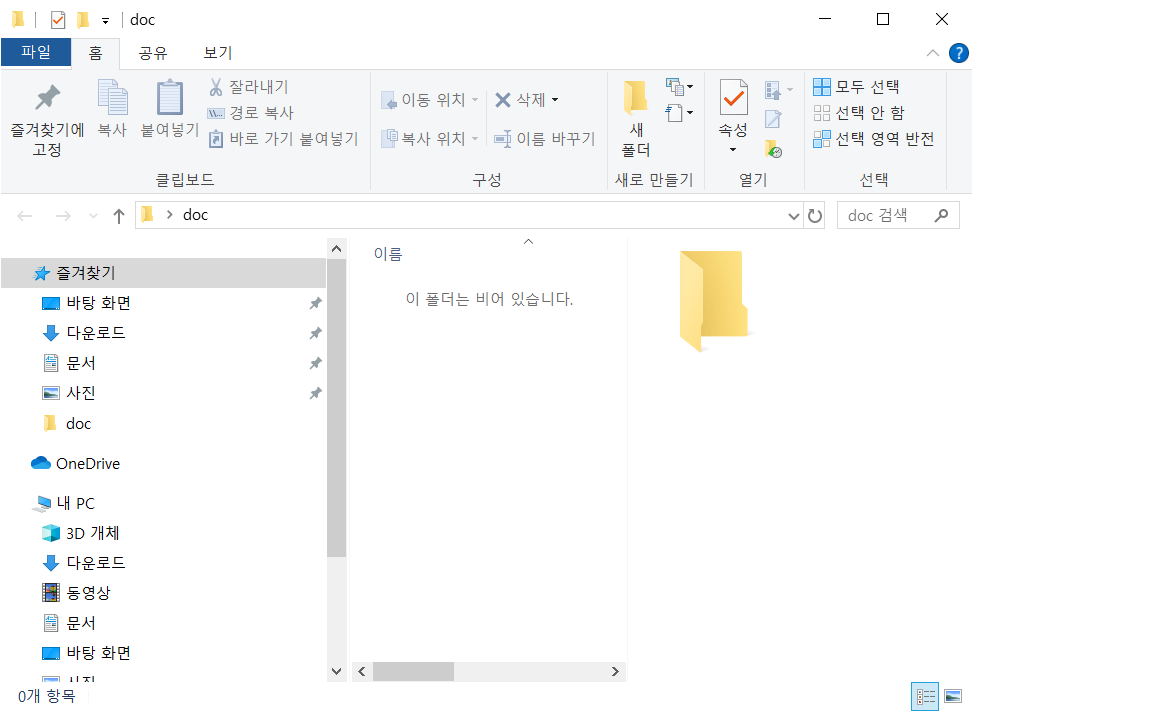 doc
파일 홈 공유 보기
즐겨찾기에 고정
복사
붙여넣기
잘라내기
경로 복사
바로 가기 붙여넣기
클립보드
이동 위치
복사 위치
삭제
이름 바꾸기
구성
새 폴더
새로 만들기
속성
열기
모두 선택
선택 안 함
선택 영역 반전
선택
doc
doc 검색
즐겨찾기
바탕 화면
다운로드
문서
사진
doc
OneDrive
내 PC
3D 개체
다운로드
동영상
문서
바탕 화면
사진
이름
이 폴더는 비어 있습니다.
0개 항목